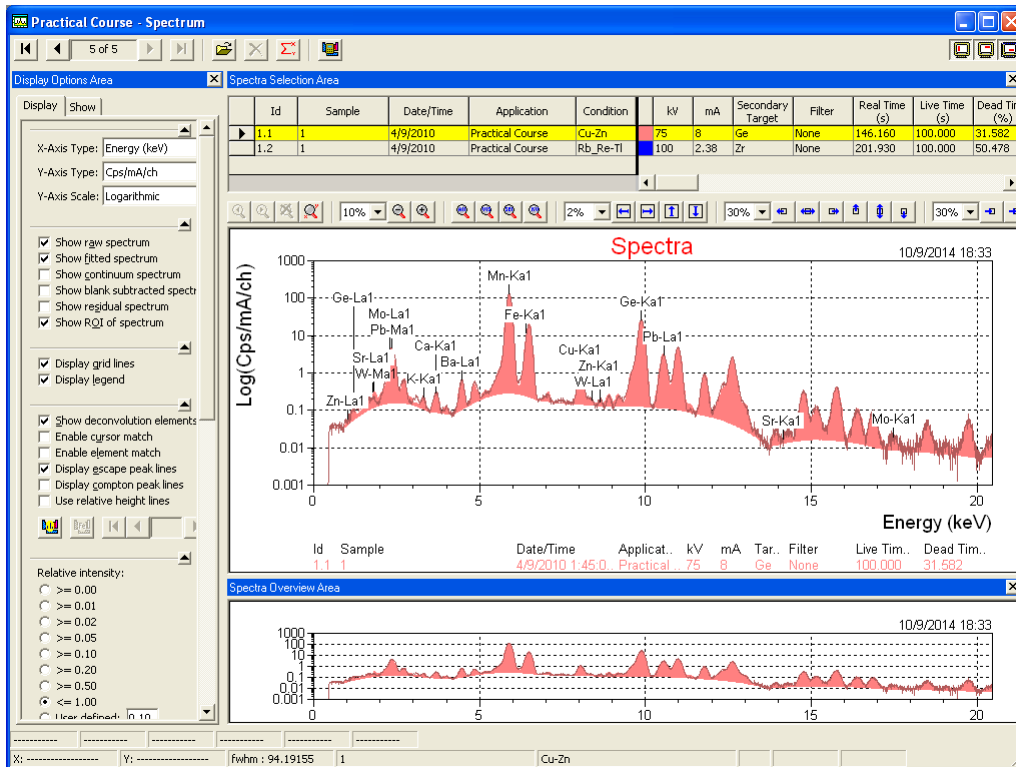 Practical Course - Spectrum
5 of 5
Display Options Area
Display Show
X-Axis Type: Energy (keV)
Y-Axis Type: Cps/mA/ch
Y-Axis Scale: Logarithmic
Show raw spectrum
Show fitted spectrum
Show continuum spectrum
Show blank subtracted spectr
Show residual spectrum
Show ROI of spectrum
Display grid lines
Display legend
Show deconvolution elements
Enable cursor match
Enable element match
Display escape peak lines
Display compton peak lines
Use relative height lines
Relative intensity:
>= 0.00
>= 0.01
>= 0.02
>= 0.05
>= 0.10
>= 0.20
>= 0.50
<= 1.00
User defined: 0.10
Spectra Selection Area
Id Sample Date/Time Application Condition kV mA Secondary Target Filter Real Time (s) Live Time (s) Dead Tim (%)
1.1 1 4/9/2010 Practical Course Cu-Zn 75 8 Ge None 146.160 100.000 31.582
1.2 1 4/9/2010 Practical Course Rb_Re-Tl 100 2.38 Zr None 201.930 100.000 50.478
10% 2% 30% 30%
Spectra
10/9/2014 18:33
Log(Cps/mA/ch)
1000
100
10
1
0.1
0.01
0.001
Mn-Ka1
Ge-La1
Ge-Ka1
Mo-La1
Fe-Ka1
Pb-Ma1
Pb-La1
Ca-Ka1
Cu-Ka1
Sr-La1
Ba-La1
Zn-Ka1
W-Ma1
K-Ka1
W-La1
Zn-La1
Sr-Ka1
Mo-Ka1
0 5 10 15 20
Energy (keV)
Id Sample Date/Time Applicat.. kV mA Tar.. Filter Live Tim.. Dead Tim..
1.1 1 4/9/2010 1:45:0.. Practical .. 75 8 Ge None 100.000 31.582
Spectra Overview Area
10/9/2014 18:33
1000
100
10
1
0.1
0.01
0.001
0 5 10 15 20
X: ------------------ Y: ------------------ fwhm : 94.19155 1 Cu-Zn